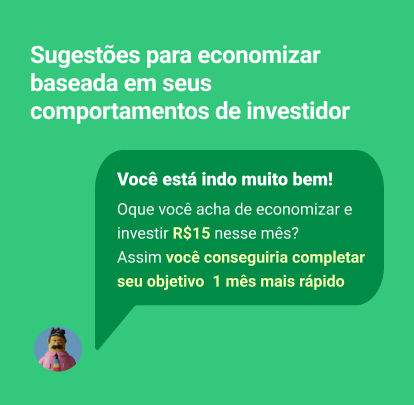 Sugestões para economizar
baseada em seus
comportamentos de investidor
Você está indo muito bem!
Oque você acha de economizar e
investir R$15 nesse mês?
Assim você conseguiria completar
seu objetivo  1 mês mais rápido